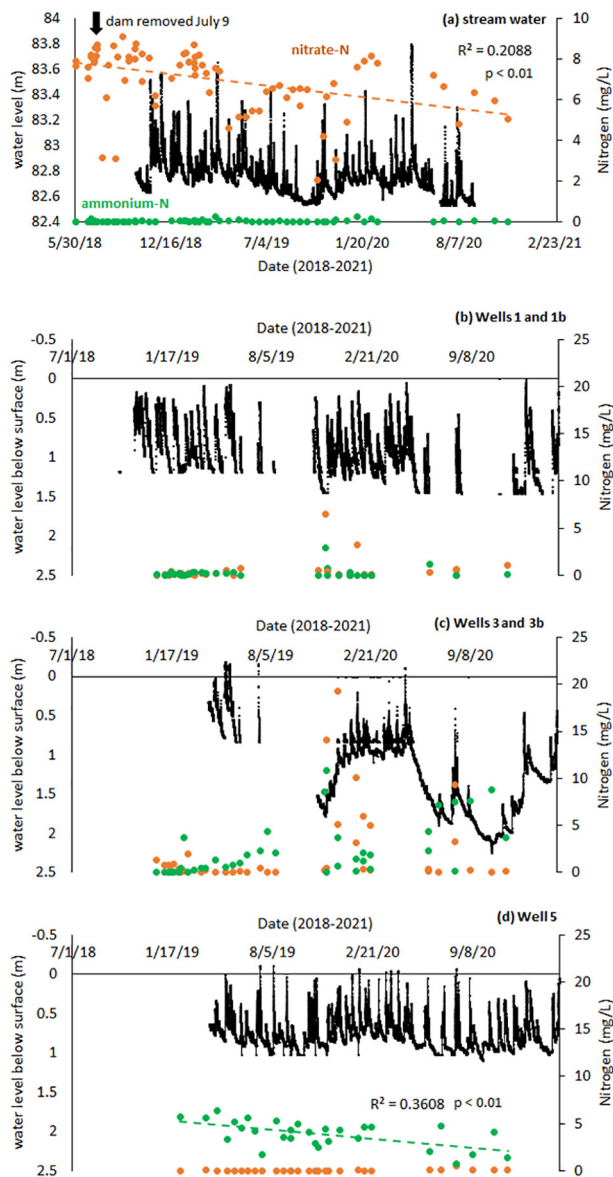 dam removed July 9
(a) stream water
nitrate-N
R² = 0.2088
p < 0.01
ammonium-N
water level (m)
83.8
83.6
83.4
83.2
83
82.8
82.6
82.4
Nitrogen (mg/L)
10
8
6
4
2
0
5/30/18 12/16/18 7/4/19 1/20/20 8/7/20 2/23/21
Date (2018-2021)
(b) Wells 1 and 1b
Date (2018-2021)
7/1/18 1/17/19 8/5/19 2/21/20 9/8/20
water level below surface (m)
-0.5
0
0.5
1
1.5
2
2.5
Nitrogen (mg/L)
25
20
15
10
5
0
(c) Wells 3 and 3b
Date (2018-2021)
7/1/18 1/17/19 8/5/19 2/21/20 9/8/20
water level below surface (m)
-0.5
0
0.5
1
1.5
2
2.5
Nitrogen (mg/L)
25
20
15
10
5
0
(d) Well 5
Date (2018-2021)
7/1/18 1/17/19 8/5/19 2/21/20 9/8/20
water level below surface (m)
-0.5
0
0.5
1
1.5
2
2.5
Nitrogen (mg/L)
25
20
15
10
5
0
R² = 0.3608 p < 0.01